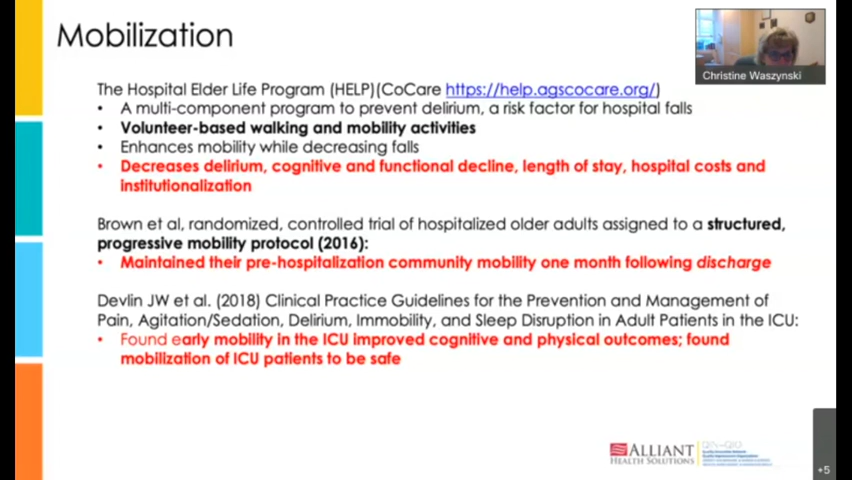 Mobilization
Christine Waszynski
The Hospital Elder Life Program (HELP)(CoCare https://help.agscocare.org/)
• A multi-component program to prevent delirium, a risk factor for hospital falls
• Volunteer-based walking and mobility activities
• Enhances mobility while decreasing falls
• Decreases delirium, cognitive and functional decline, length of stay, hospital costs and
institutionalization
Brown et al, randomized, controlled trial of hospitalized older adults assigned to a structured,
progressive mobility protocol (2016):
• Maintained their pre-hospitalization community mobility one month following discharge
Devlin JW et al. (2018) Clinical Practice Guidelines for the Prevention and Management of
Pain, Agitation/Sedation, Delirium, Immobility, and Sleep Disruption in Adult Patients in the ICU:
• Found early mobility in the ICU improved cognitive and physical outcomes; found
mobilization of ICU patients to be safe
ALLIANT
HEALTH SOLUTIONS
QIN–QIO
+5